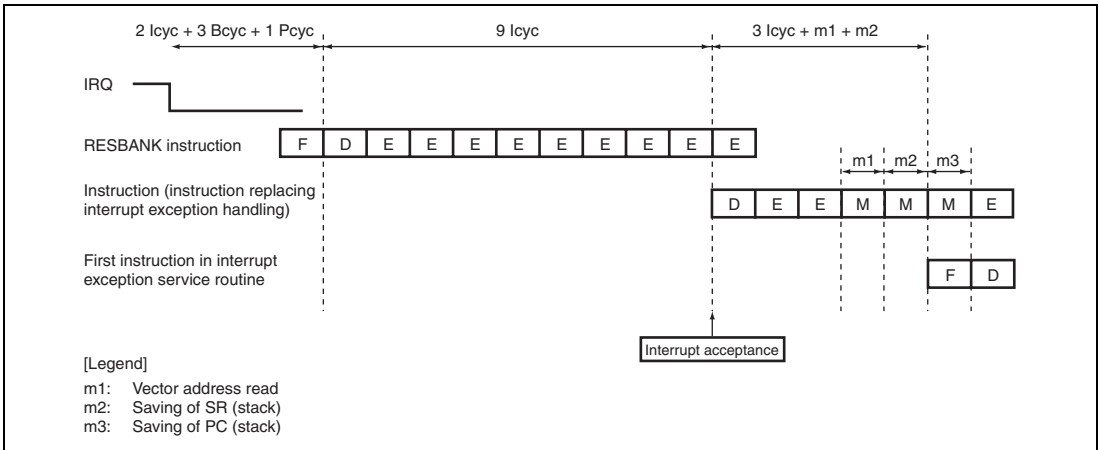 2 Icyc + 3 Bcyc + 1 Pcyc 9 Icyc 3 Icyc + m1 + m2
IRQ
RESBANK instruction F D E E E E E E E E E
m1 m2 m3
Instruction (instruction replacing
interrupt exception handling) D E E M M M E
First instruction in interrupt
exception service routine F D
Interrupt acceptance
[Legend]
m1: Vector address read
m2: Saving of SR (stack)
m3: Saving of PC (stack)